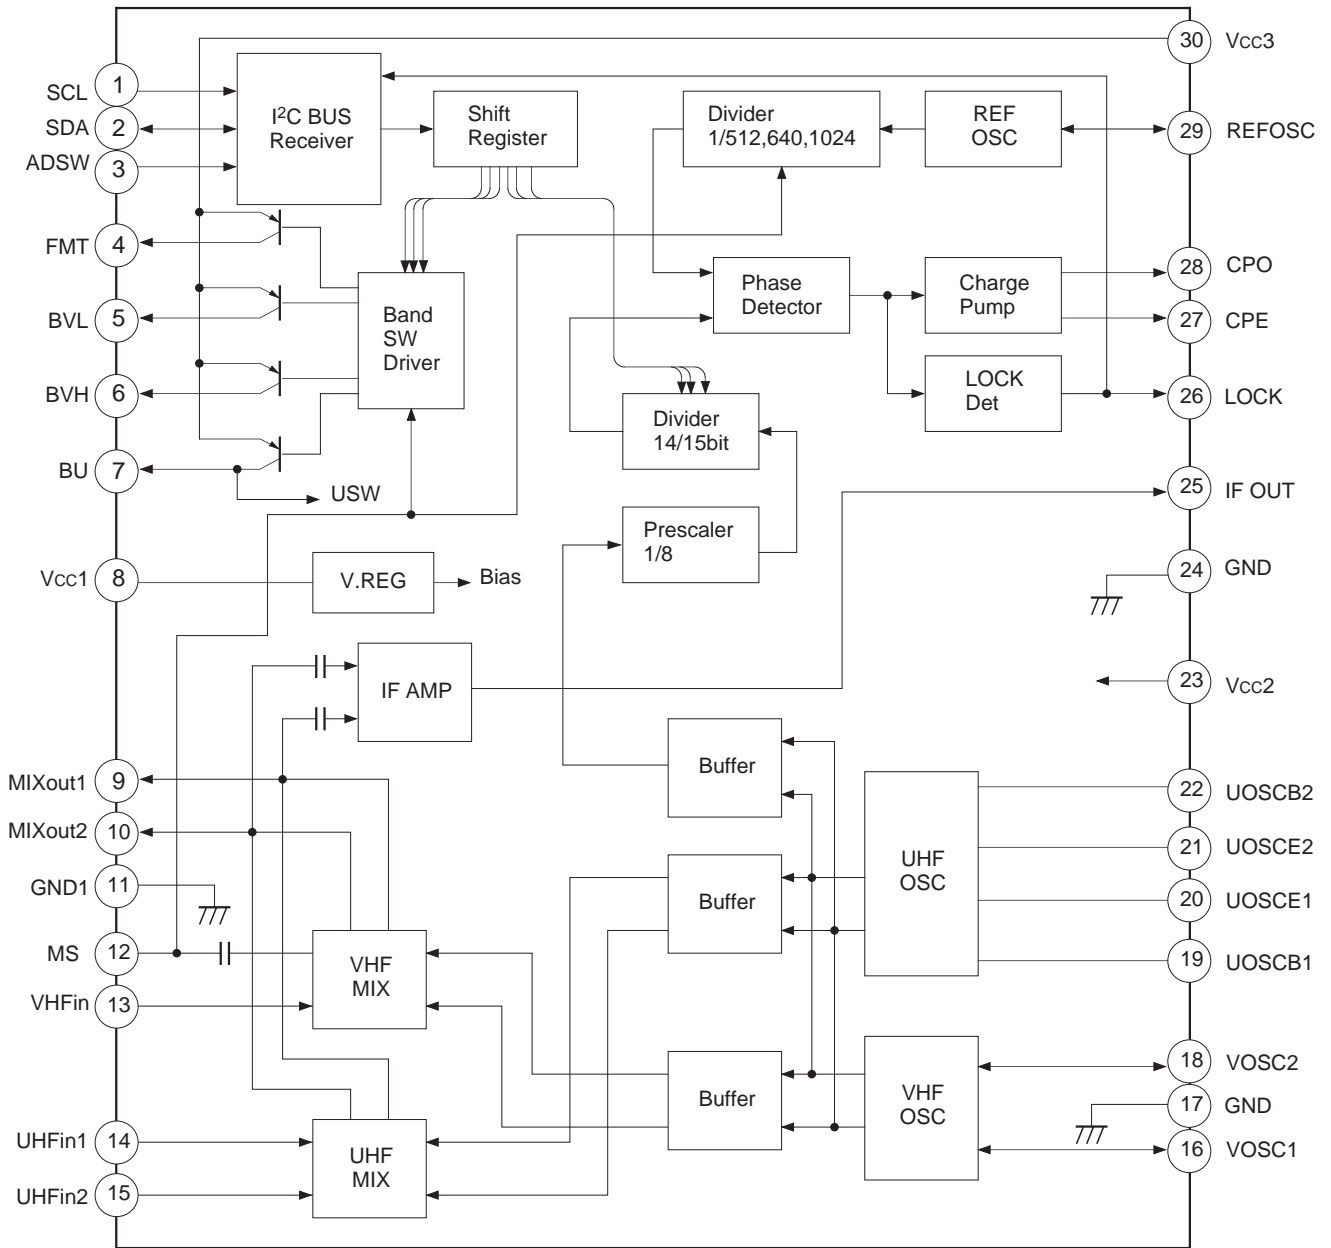 SCL
1
SDA
2
ADSW
3
FMT
4
BVL
5
BVH
6
BU
7
USW
Vcc1
8
MIXout1
9
MIXout2
10
GND1
11
MS
12
VHFin
13
UHFin1
14
UHFin2
15
I²C BUS
Receiver
Shift
Register
Divider
1/512,640,1024
REF
OSC
Band
SW
Driver
Phase
Detector
Charge
Pump
LOCK
Det
Divider
14/15bit
Prescaler
1/8
V.REG
Bias
IF AMP
Buffer
Buffer
Buffer
UHF
OSC
VHF
OSC
VHF
MIX
UHF
MIX
30
Vcc3
29
REFOSC
28
CPO
27
CPE
26
LOCK
25
IF OUT
24
GND
23
Vcc2
22
UOSCB2
21
UOSCE2
20
UOSCE1
19
UOSCB1
18
VOSC2
17
GND
16
VOSC1